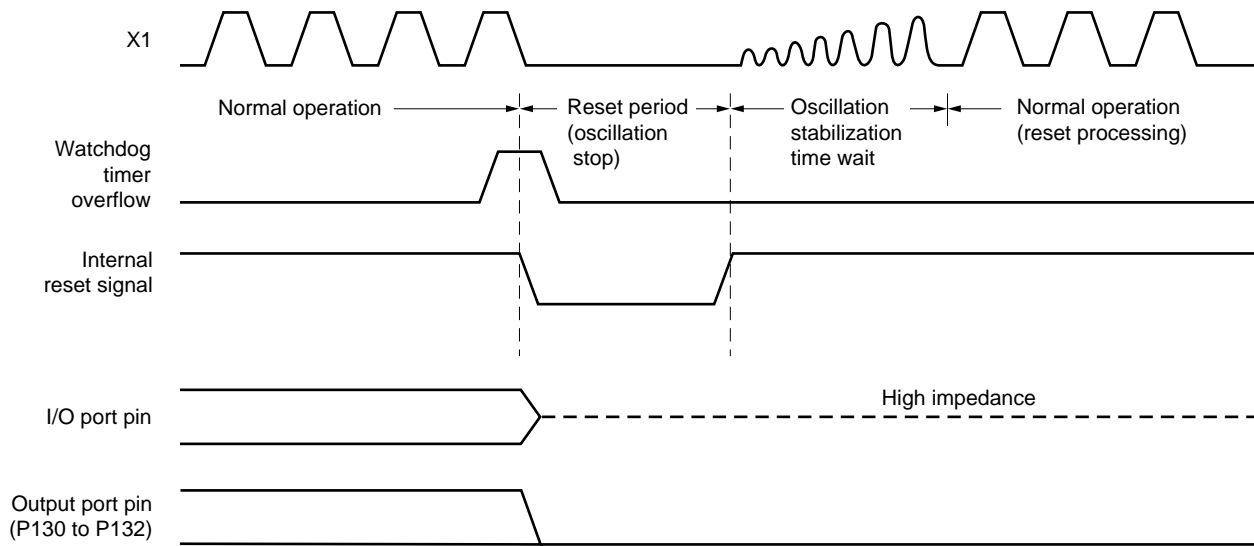 X1
Normal operation
Reset period
(oscillation
stop)
Oscillation
stabilization
time wait
Normal operation
(reset processing)
Watchdog
timer
overflow
Internal
reset signal
I/O port pin
High impedance
Output port pin
(P130 to P132)